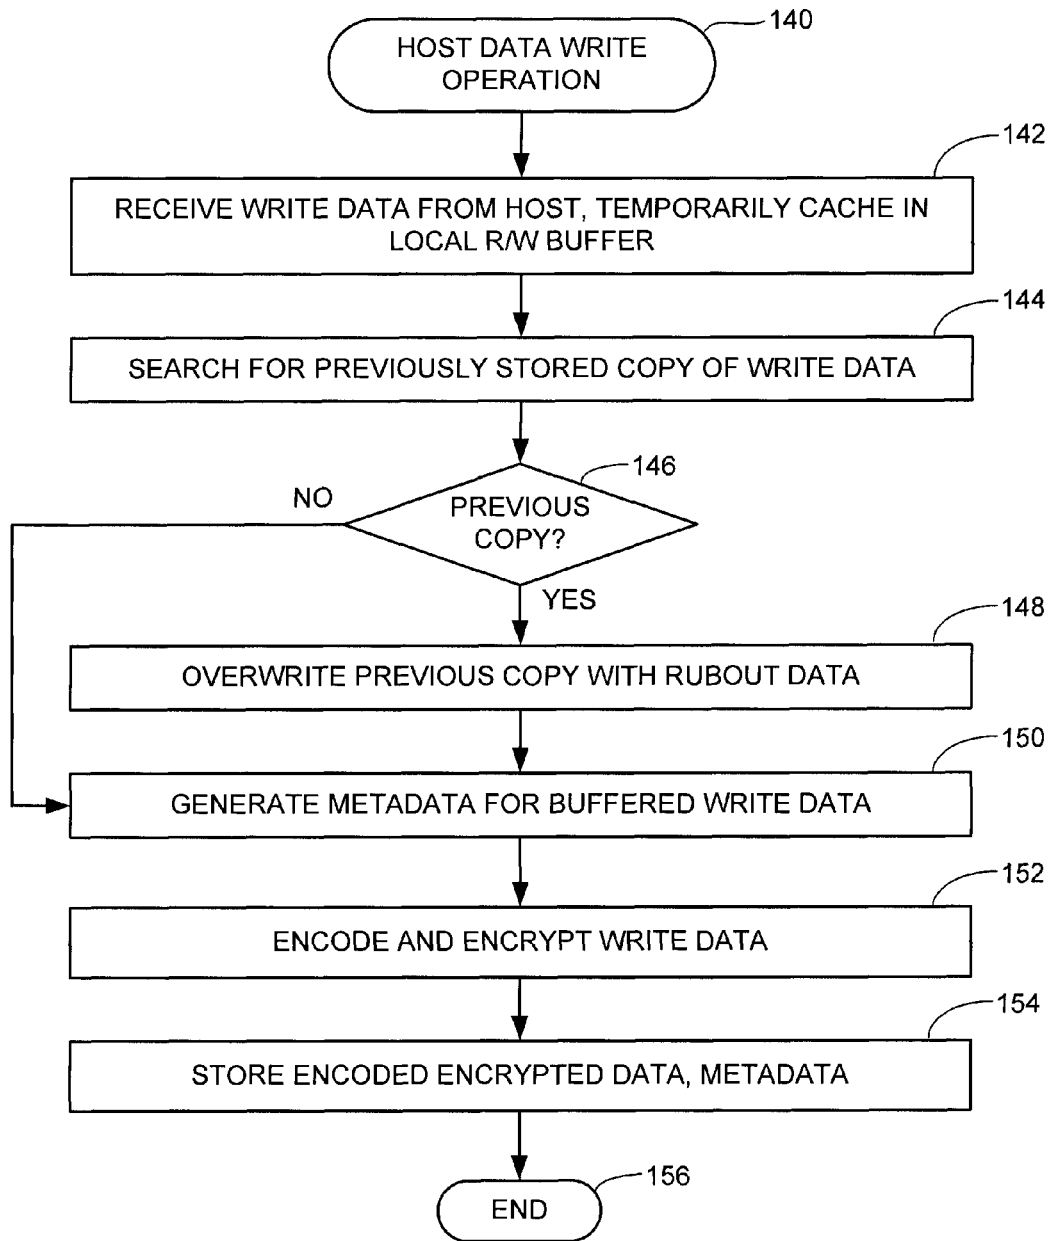 HOST DATA WRITE
OPERATION
140
142
RECEIVE WRITE DATA FROM HOST, TEMPORARILY CACHE IN
LOCAL R/W BUFFER
144
SEARCH FOR PREVIOUSLY STORED COPY OF WRITE DATA
146
NO
PREVIOUS
COPY?
YES
148
OVERWRITE PREVIOUS COPY WITH RUBOUT DATA
150
GENERATE METADATA FOR BUFFERED WRITE DATA
152
ENCODE AND ENCRYPT WRITE DATA
154
STORE ENCODED ENCRYPTED DATA, METADATA
156
END